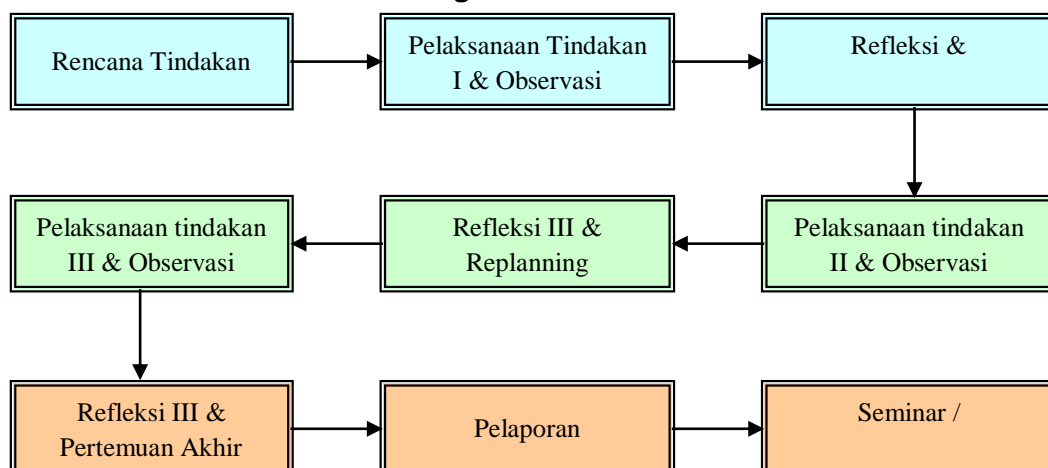 Rencana Tindakan
Pelaksanaan Tindakan
I & Observasi
Refleksi &
Pelaksanaan tindakan
III & Observasi
Refleksi III &
Replanning
Pelaksanaan tindakan
II & Observasi
Refleksi III &
Pertemuan Akhir
Pelaporan
Seminar /